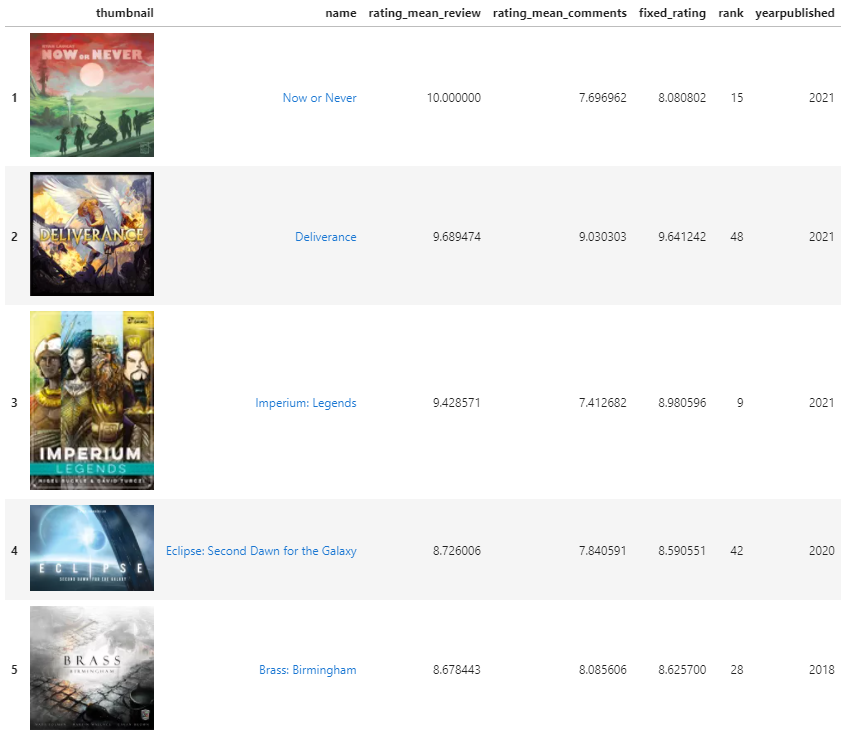 thumbnail name rating_mean_review rating_mean_comments fixed_rating rank yearpublished
NOW OR NEVER
1 Now or Never 10.000000 7.696962 8.080802 15 2021
DELIVERANCE
2 Deliverance 9.689474 9.030303 9.641242 48 2021
3 Imperium: Legends 9.428571 7.412682 8.980596 9 2021
IMPERIUM
LEGENDS
NIGEL BUCKLE & DAVID TURCZI
4 Eclipse: Second Dawn for the Galaxy 8.726006 7.840591 8.590551 42 2020
ECLIPSE
SECOND DAWN FOR THE GALAXY
BRASS
BIRMINGHAM
5 Brass: Birmingham 8.678443 8.085606 8.625700 28 2018